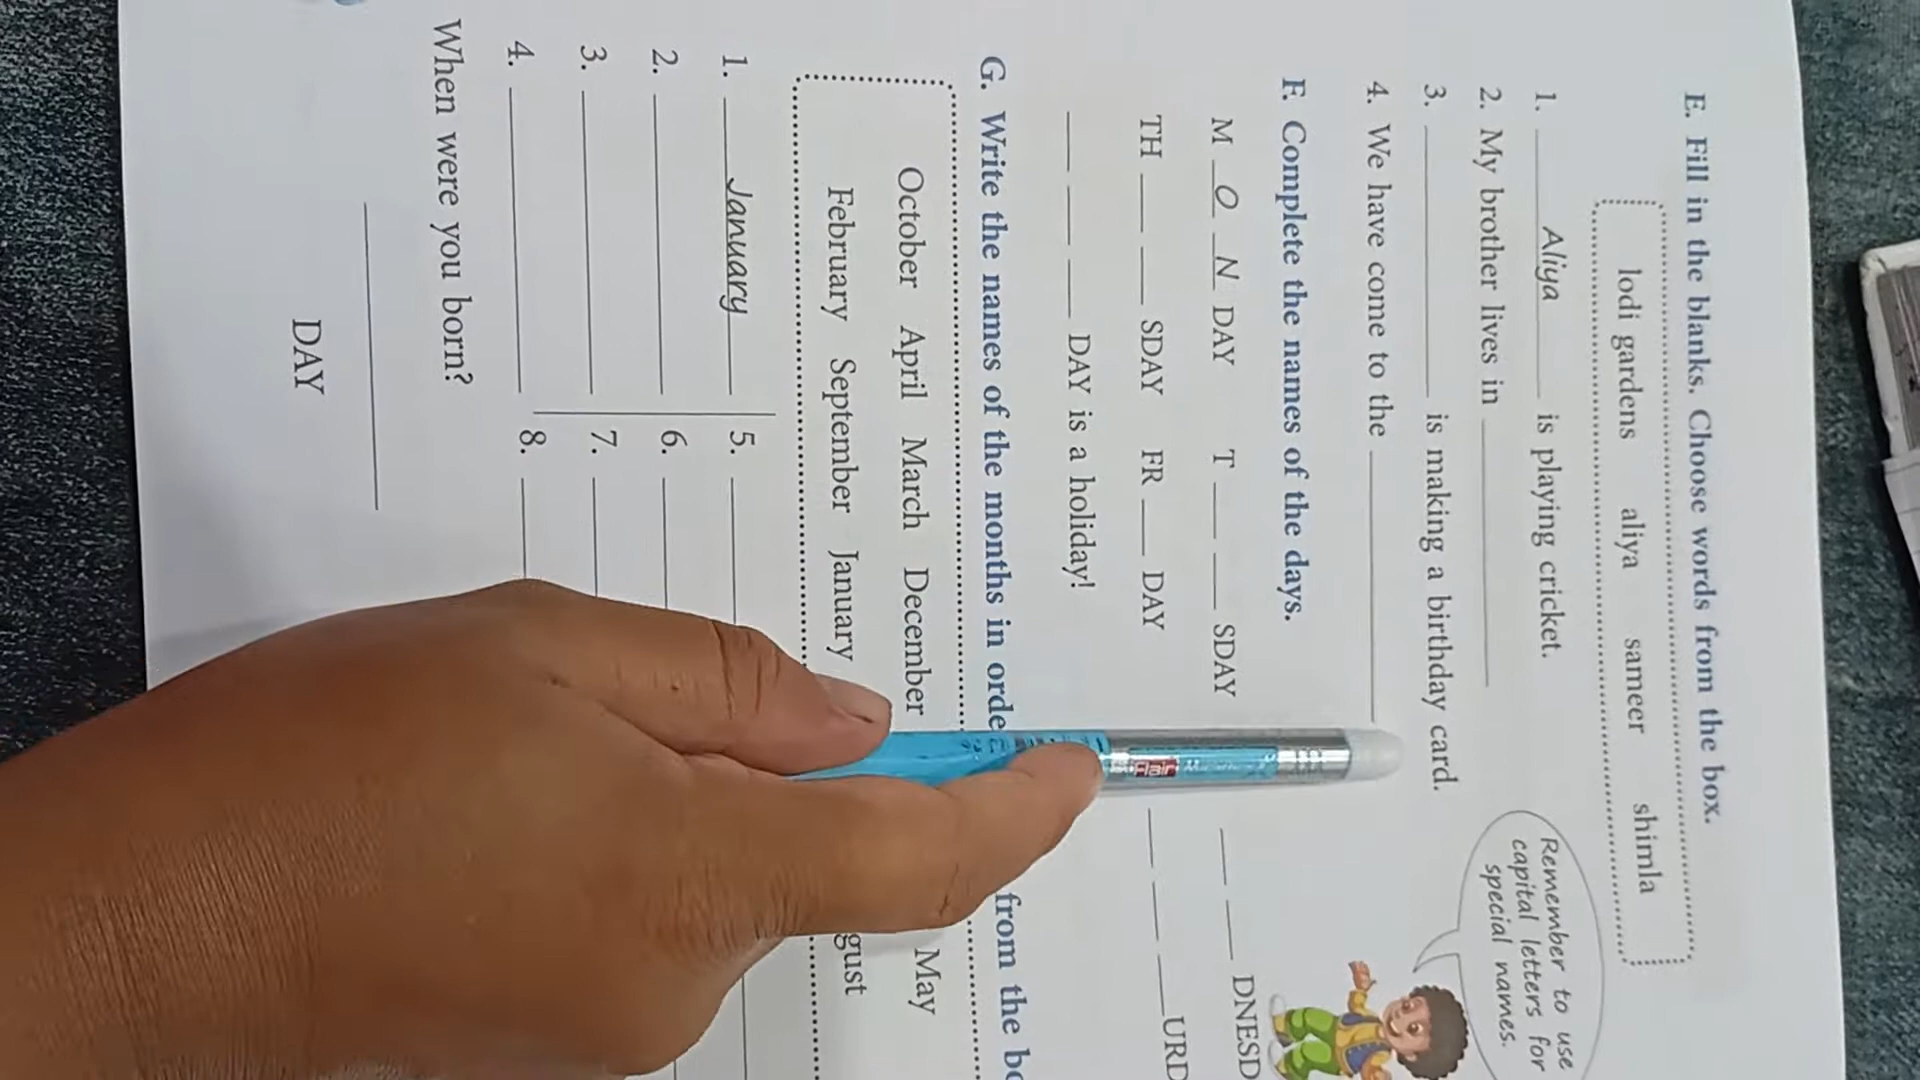 E. Fill in the blanks. Choose words from the box.
lodi gardens aliya sameer shimla
1. Aliya is playing cricket.
2. My brother lives in
3. is making a birthday card.
4. We have come to the
Remember to use
capital letters for
special names.
F. Complete the names of the days.
M O N DAY T _ _ SDAY _ _ DNESD
TH _ _ SDAY FR _ DAY _ _ _ URD
_ _ _ DAY is a holiday!
G. Write the names of the months in orde from the bo
October April March December May
February September January gust
1. January 5.
2. 6.
3. 7.
4. 8.
When were you born?
DAY
Flair